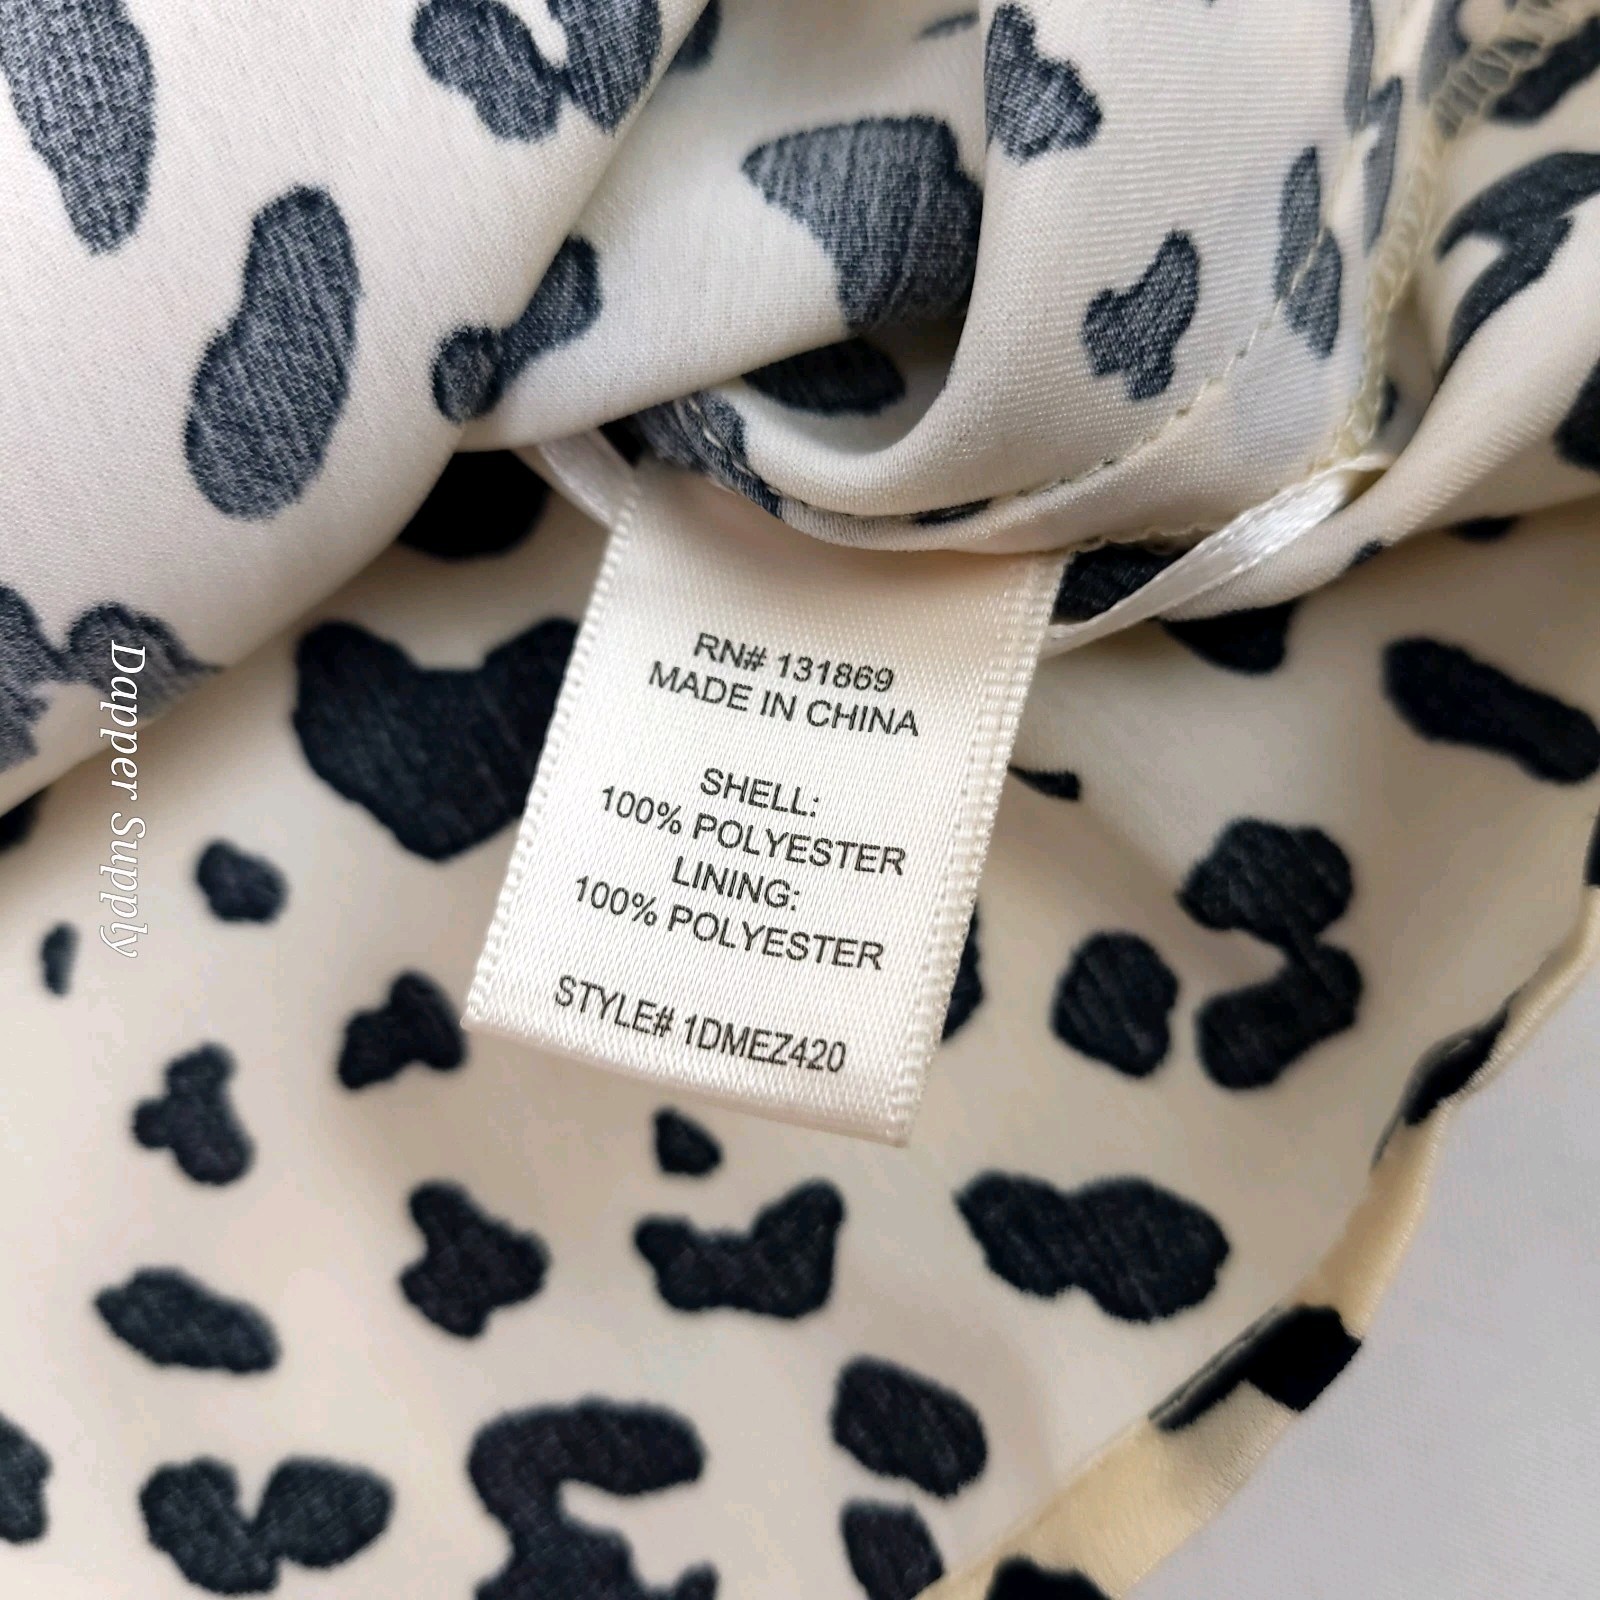 RN# 131869
MADE IN CHINA
SHELL:
100% POLYESTER
LINING:
100% POLYESTER
STYLE# 1DMEZ420
Dapper Supply